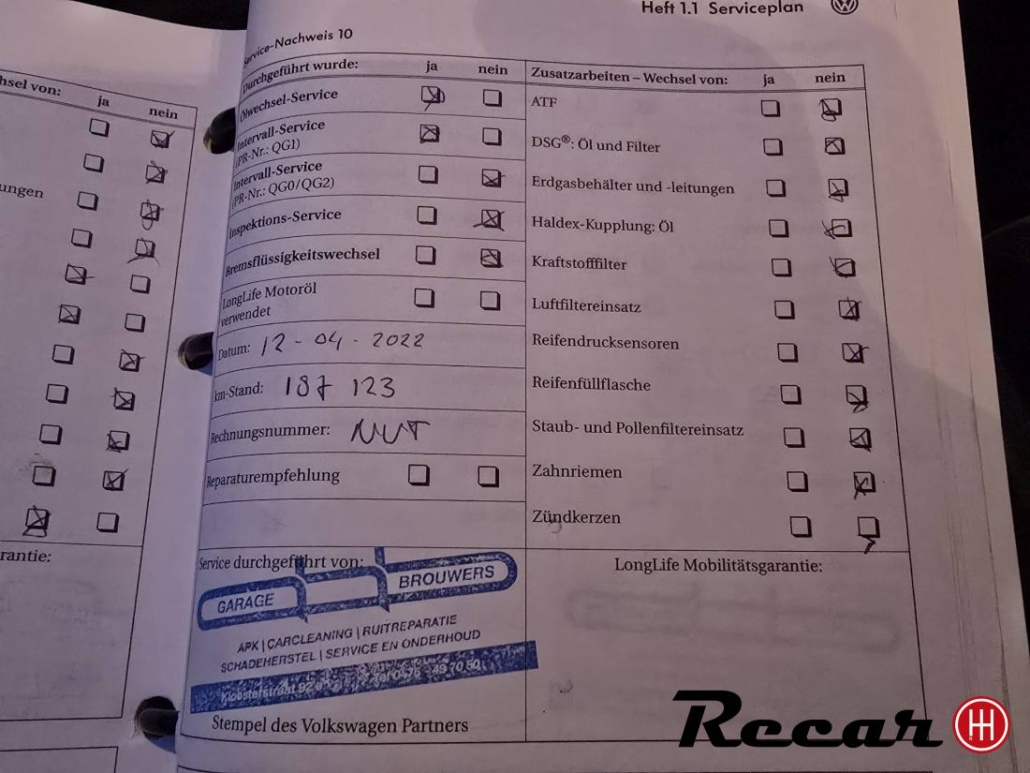 Heft 1.1 Serviceplan
Service-Nachweis 10
Durchgeführt wurde: ja nein
Ölwechsel-Service
Intervall-Service
(PR-Nr.: QG1)
Intervall-Service
(PR-Nr.: QG0/QG2)
Inspektions-Service
Bremsflüssigkeitswechsel
LongLife Motoröl
verwendet
Datum: 12-04-2022
km-Stand: 187 123
Rechnungsnummer:
Reparaturempfehlung
Service durchgeführt von:
GARAGE BROUWERS
APK | CARCLEANING | RUITREPARATIE
SCHADEHERSTEL | SERVICE EN ONDERHOUD
Stempel des Volkswagen Partners
Zusatzarbeiten – Wechsel von: ja nein
ATF
DSG®: Öl und Filter
Erdgasbehälter und -leitungen
Haldex-Kupplung: Öl
Kraftstofffilter
Luftfiltereinsatz
Reifendrucksensoren
Reifenfüllflasche
Staub- und Pollenfiltereinsatz
Zahnriemen
Zündkerzen
LongLife Mobilitätsgarantie:
von:
ja nein
Recar